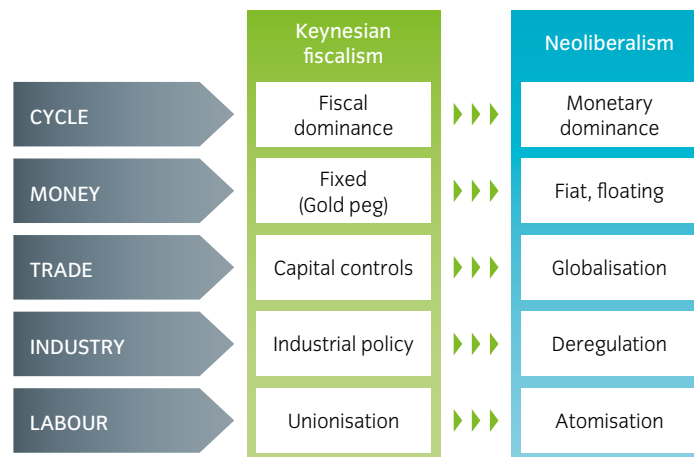 Keynesian
fiscalism
Neoliberalism
CYCLE
Fiscal
dominance
Monetary
dominance
MONEY
Fixed
(Gold peg)
Fiat, floating
TRADE
Capital controls
Globalisation
INDUSTRY
Industrial policy
Deregulation
LABOUR
Unionisation
Atomisation